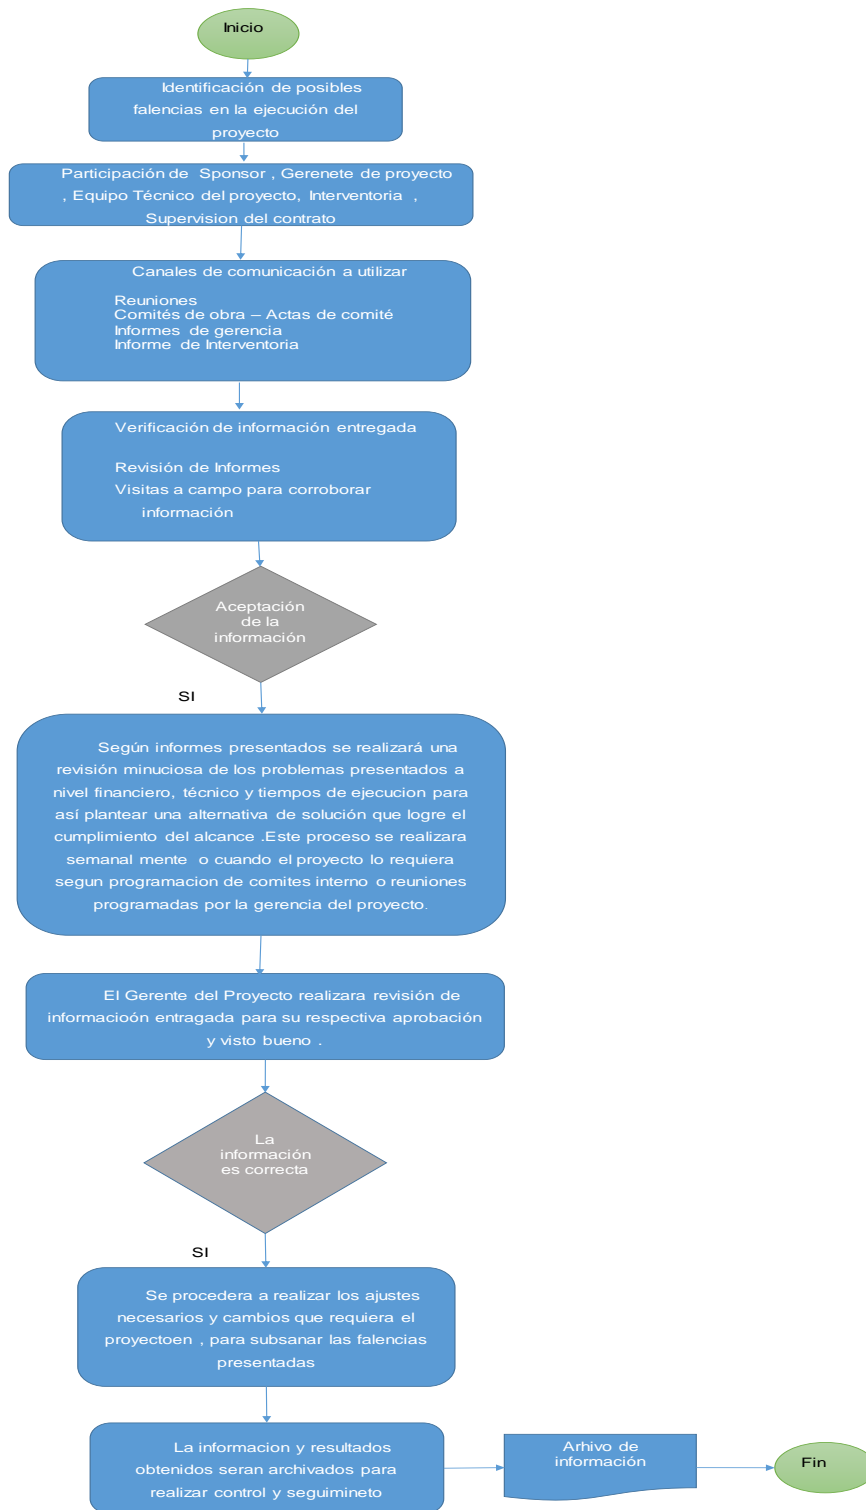 Inicio
Identificación de posibles
falencias en la ejecución del
proyecto
Participación de Sponsor , Gerenete de proyecto
, Equipo Técnico del proyecto, Interventoria ,
Supervision del contrato
Canales de comunicación a utilizar
Reuniones
Comités de obra – Actas de comité
Informes de gerencia
Informe de Interventoria
Verificación de información entregada
Revisión de Informes
Visitas a campo para corroborar
información
Aceptación
de la
información
SI
Según informes presentados se realizará una
revisión minuciosa de los problemas presentados a
nivel financiero, técnico y tiempos de ejecucion para
así plantear una alternativa de solución que logre el
cumplimiento del alcance .Este proceso se realizara
semanal mente o cuando el proyecto lo requiera
segun programacion de comites interno o reuniones
programadas por la gerencia del proyecto.
El Gerente del Proyecto realizara revisión de
informacioón entragada para su respectiva aprobación
y visto bueno .
La
información
es correcta
SI
Se procedera a realizar los ajustes
necesarios y cambios que requiera el
proyectoen , para subsanar las falencias
presentadas
La informacion y resultados
obtenidos seran archivados para
realizar control y seguimineto
Arhivo de
información
Fin